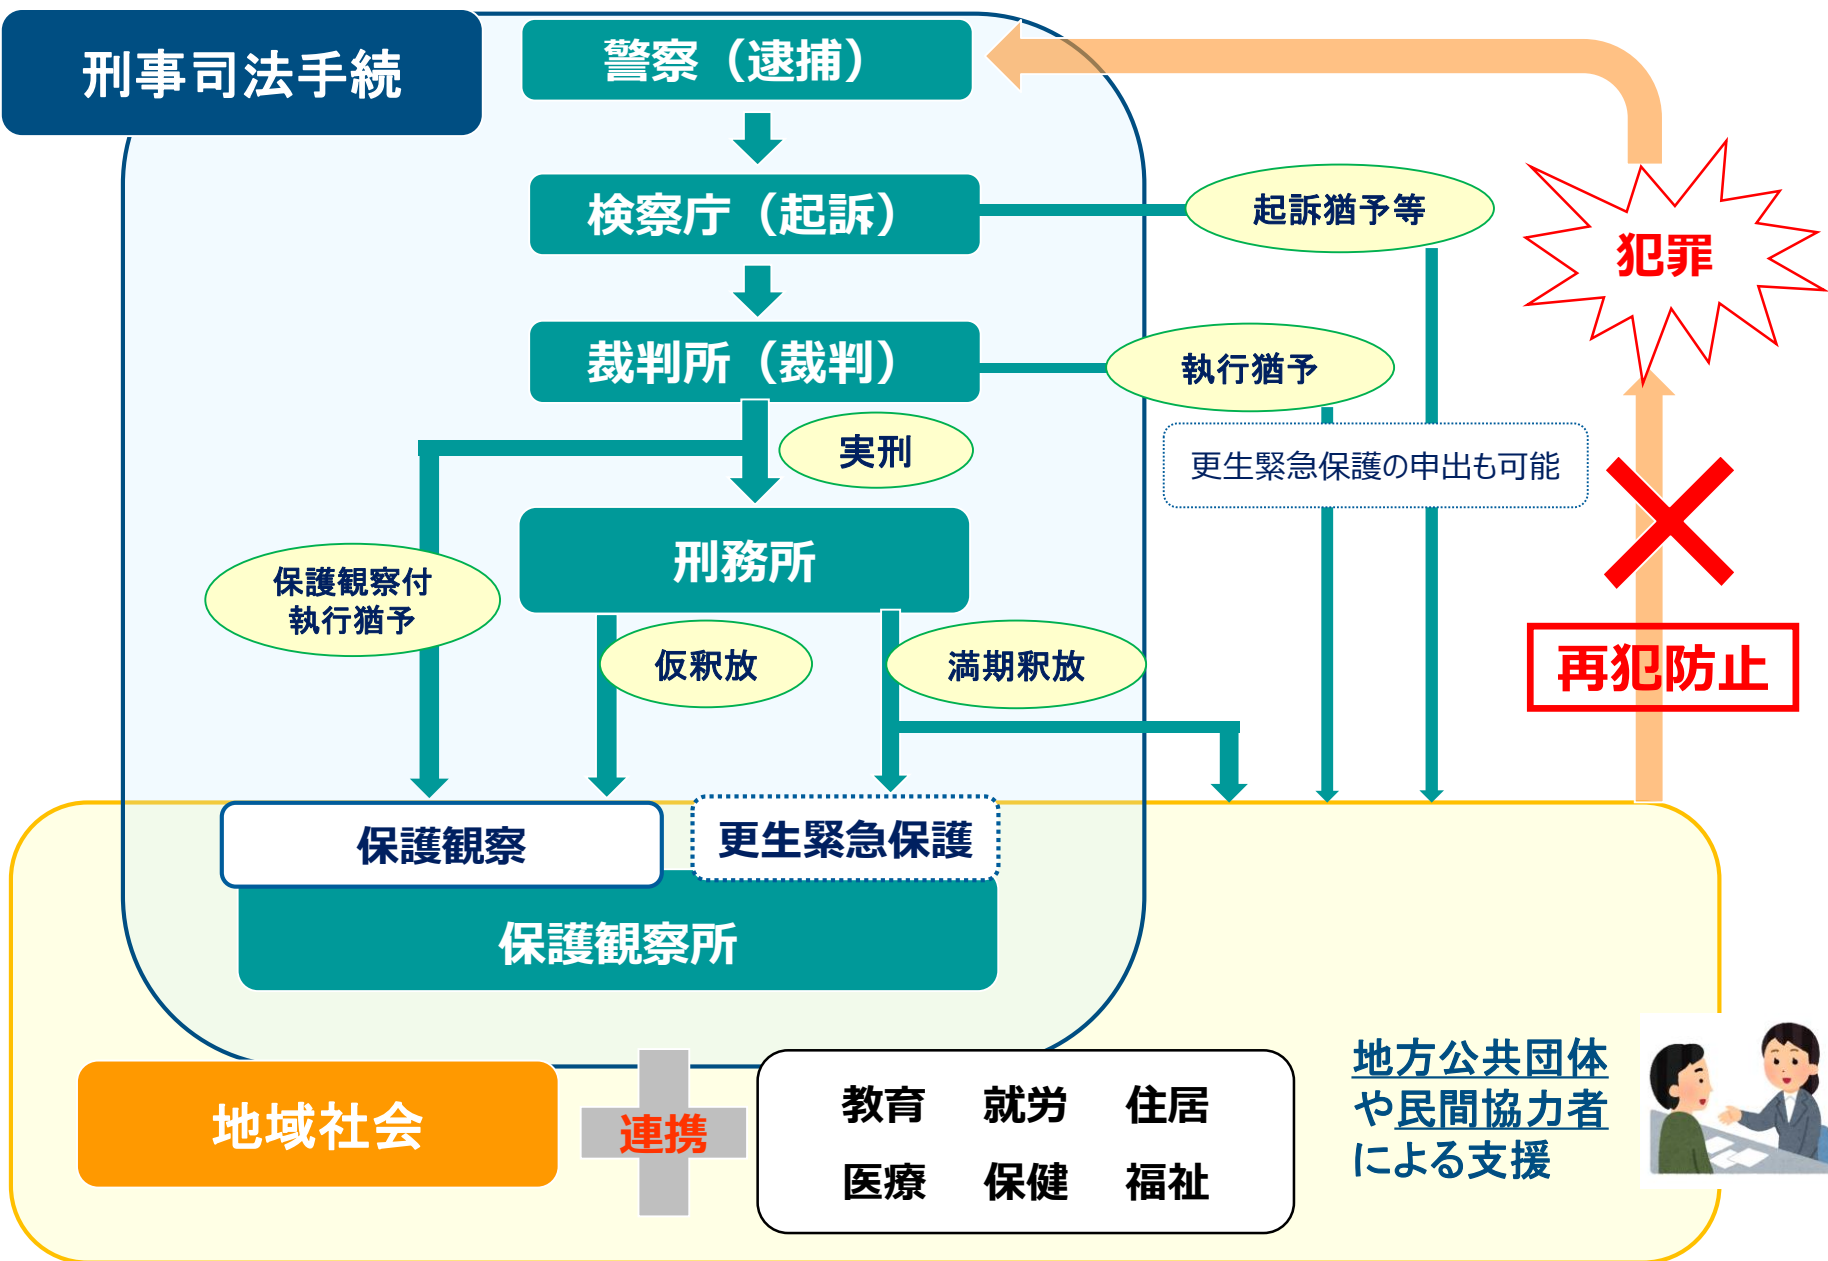 刑事司法手続
警察（逮捕）
検察庁（起訴）
起訴猶予等
犯罪
裁判所（裁判）
執行猶予
実刑
更生緊急保護の申出も可能
刑務所
保護観察付
執行猶予
仮釈放
満期釈放
再犯防止
保護観察
更生緊急保護
保護観察所
地域社会
連携
教育 就労 住居
医療 保健 福祉
地方公共団体
や民間協力者
による支援